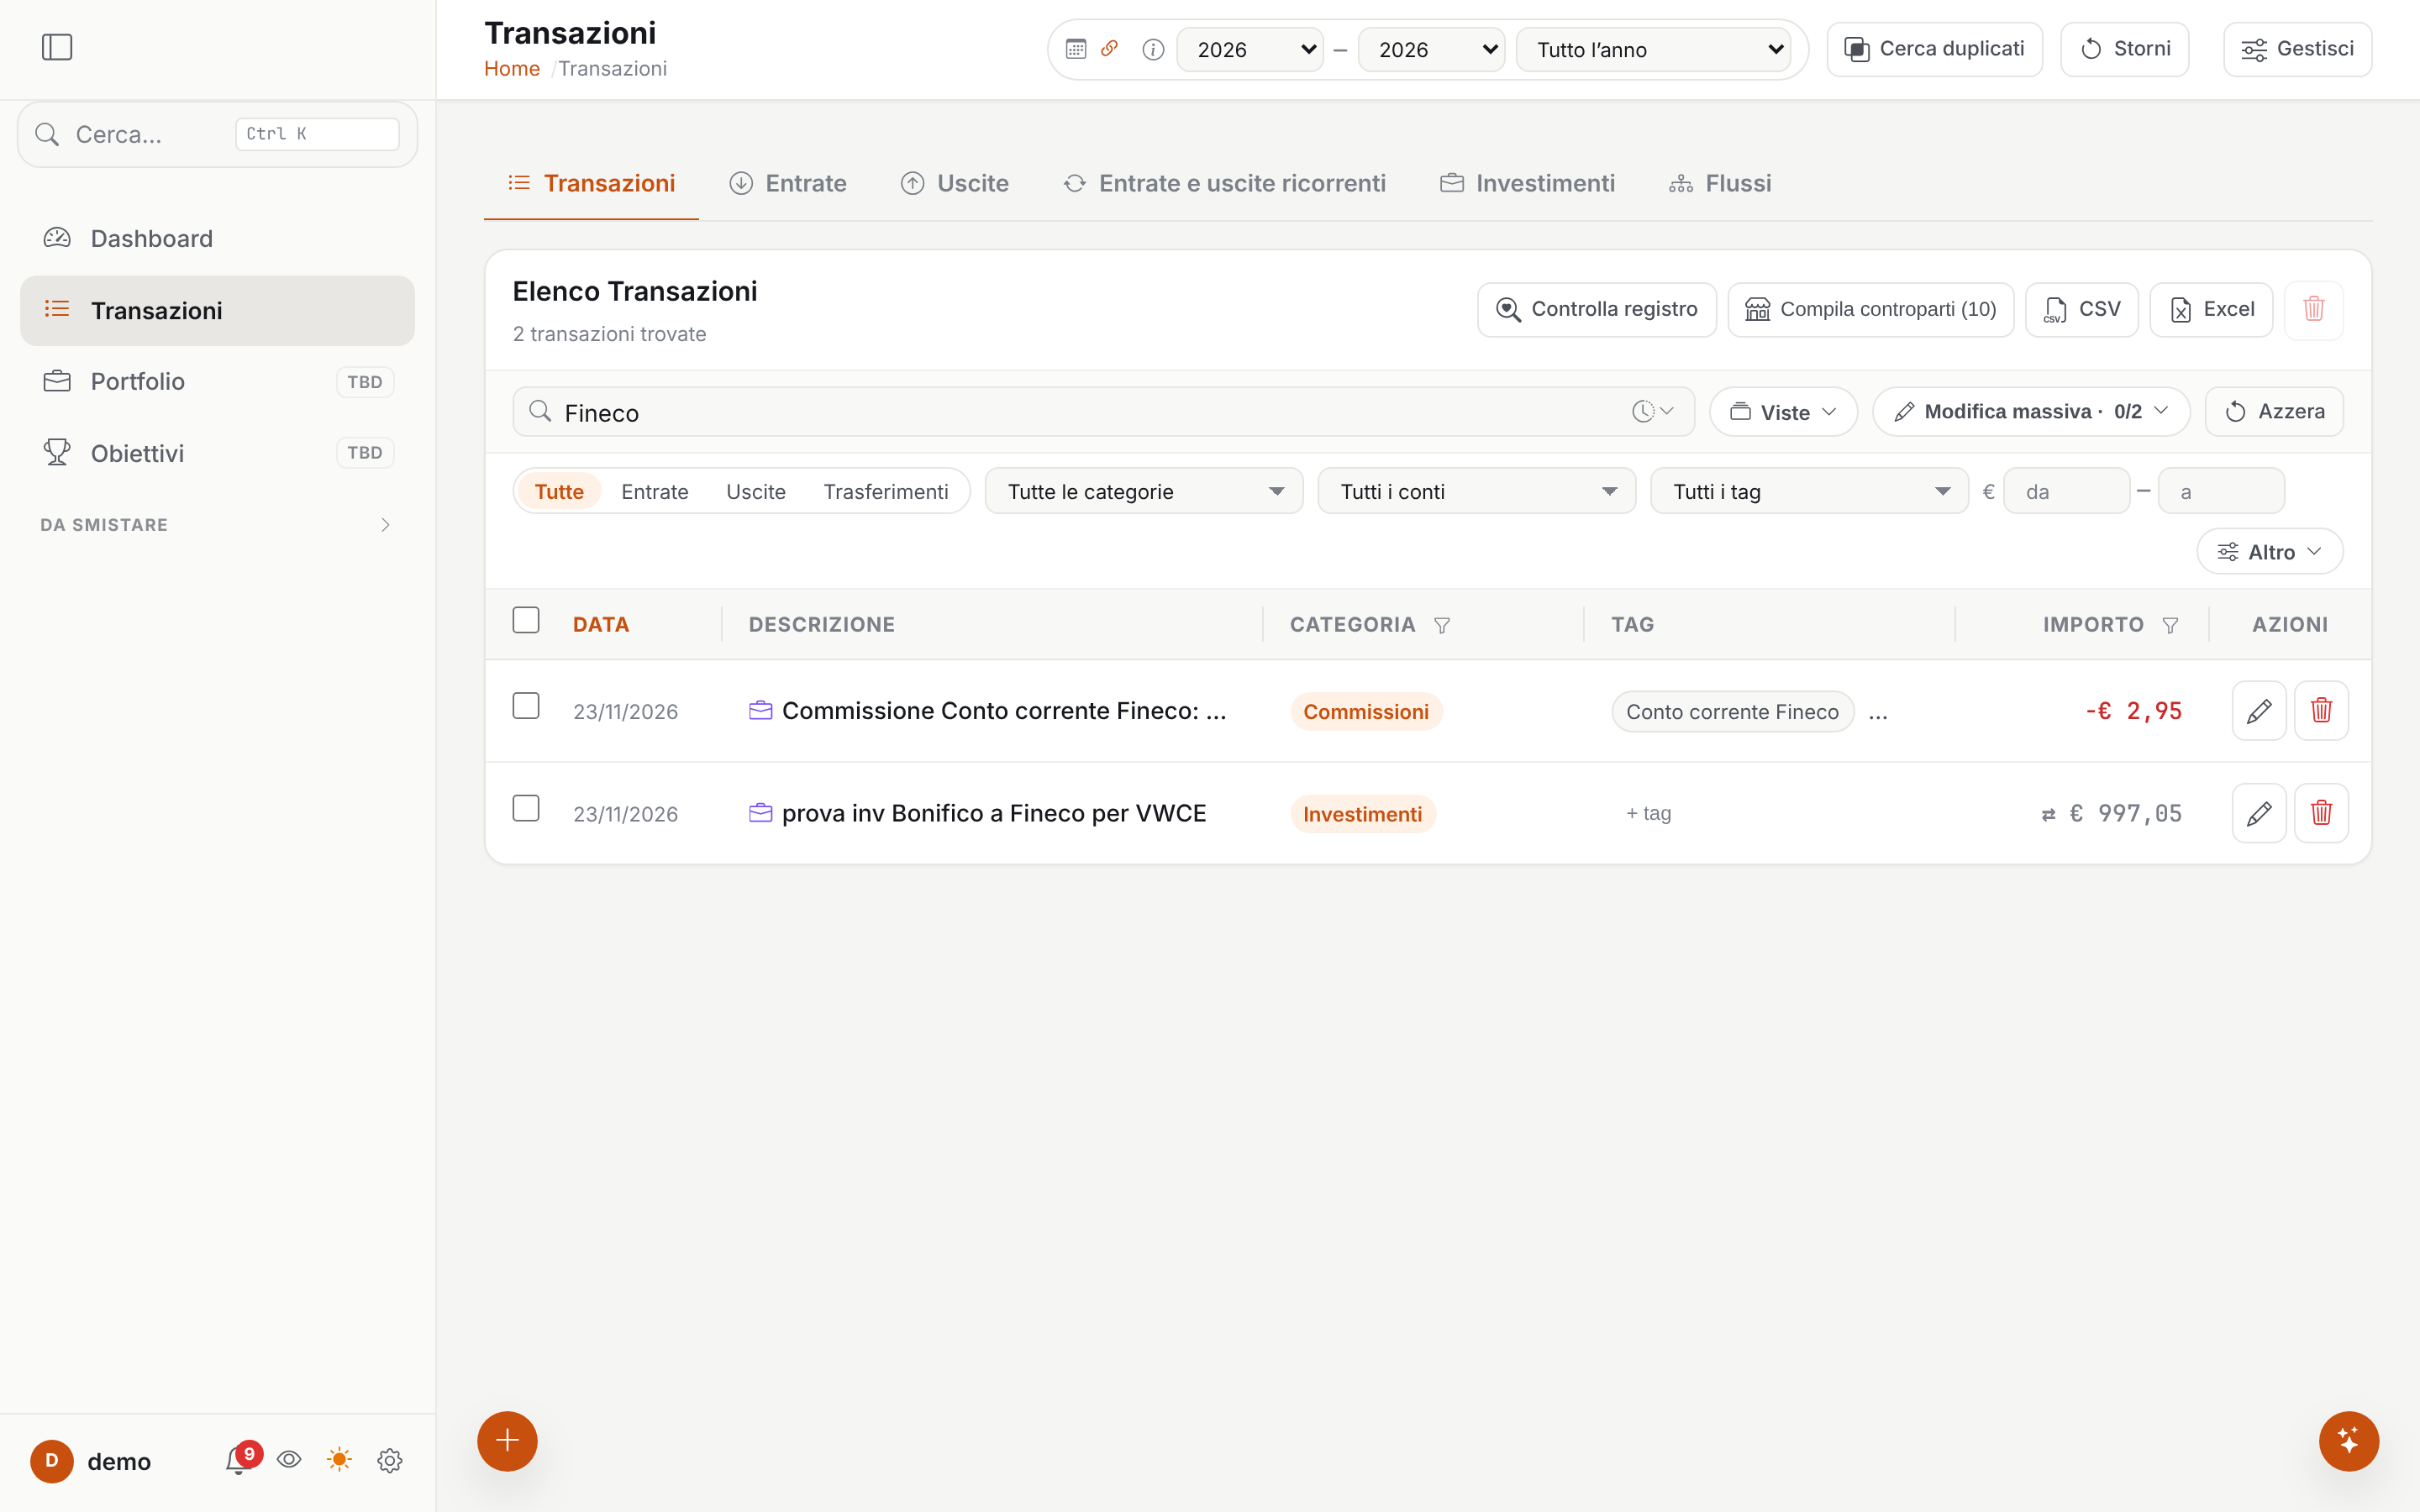 Transazioni
Home / Transazioni
2026 – 2026 Tutto l'anno
Cerca duplicati
Storni
Gestisci
Cerca... Ctrl K
Dashboard
Transazioni
Portfolio TBD
Obiettivi TBD
DA SMISTARE
Transazioni Entrate Uscite Entrate e uscite ricorrenti Investimenti Flussi
Elenco Transazioni
2 transazioni trovate
Controlla registro Compila controparti (10) CSV Excel
Fineco
Viste Modifica massiva · 0/2 Azzera
Tutte Entrate Uscite Trasferimenti Tutte le categorie Tutti i conti Tutti i tag € da – a
Altro
DATA DESCRIZIONE CATEGORIA TAG IMPORTO AZIONI
23/11/2026 Commissione Conto corrente Fineco: ... Commissioni Conto corrente Fineco ... -€ 2,95
23/11/2026 prova inv Bonifico a Fineco per VWCE Investimenti + tag ⇄ € 997,05
D demo 9